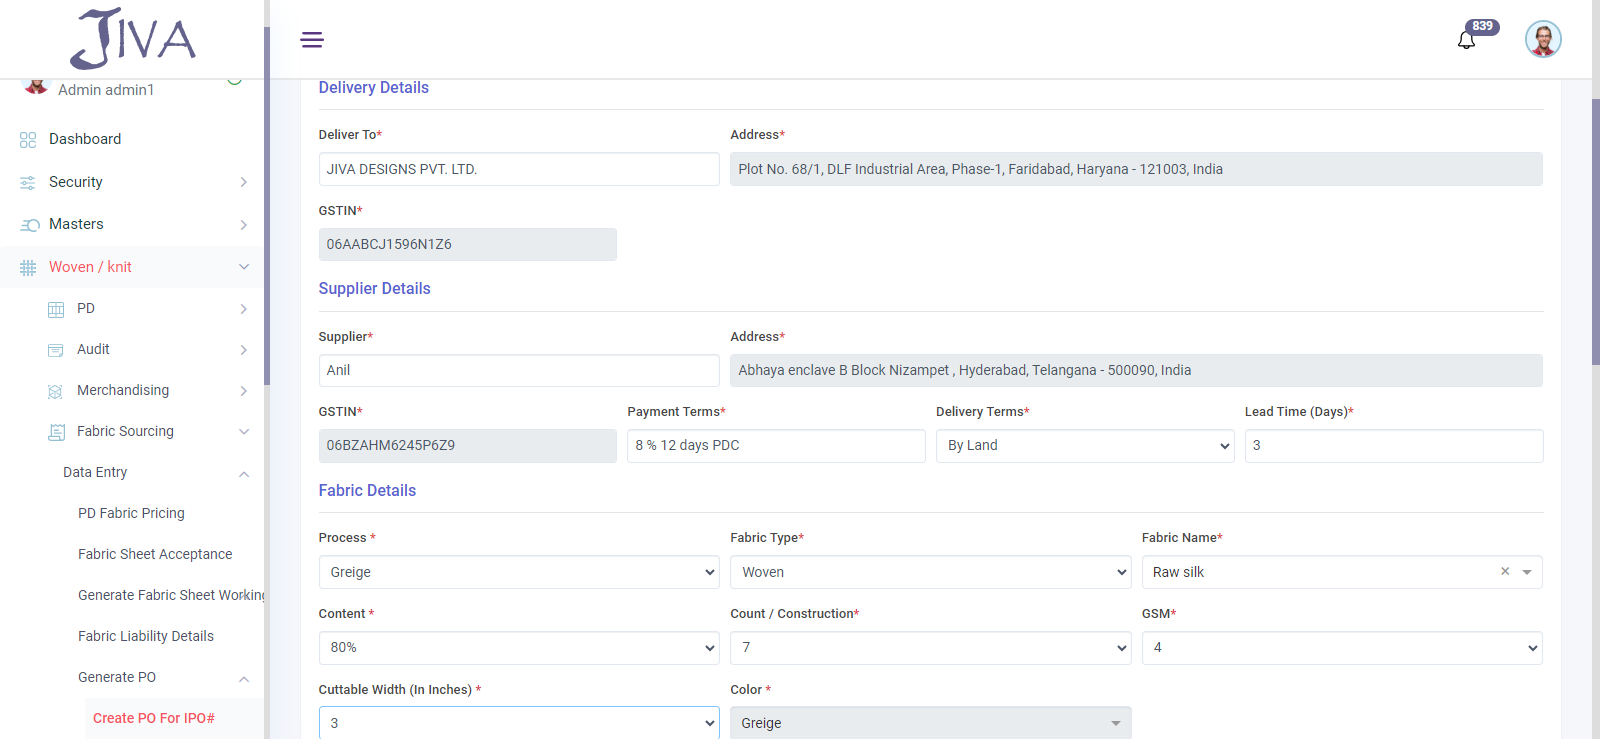 JIVA
839
Admin admin1
Dashboard
Security
Masters
Woven / knit
PD
Audit
Merchandising
Fabric Sourcing
Data Entry
PD Fabric Pricing
Fabric Sheet Acceptance
Generate Fabric Sheet Working
Fabric Liability Details
Generate PO
Create PO For IPO#
Delivery Details
Deliver To* Address*
JIVA DESIGNS PVT. LTD. Plot No. 68/1, DLF Industrial Area, Phase-1, Faridabad, Haryana - 121003, India
GSTIN*
06AABCJ1596N1Z6
Supplier Details
Supplier* Address*
Anil Abhaya enclave B Block Nizampet , Hyderabad, Telangana - 500090, India
GSTIN* Payment Terms* Delivery Terms* Lead Time (Days)*
06BZAHM6245P6Z9 8 % 12 days PDC By Land 3
Fabric Details
Process * Fabric Type* Fabric Name*
Greige Woven Raw silk ×
Content * Count / Construction* GSM*
80% 7 4
Cuttable Width (In Inches) * Color *
3 Greige